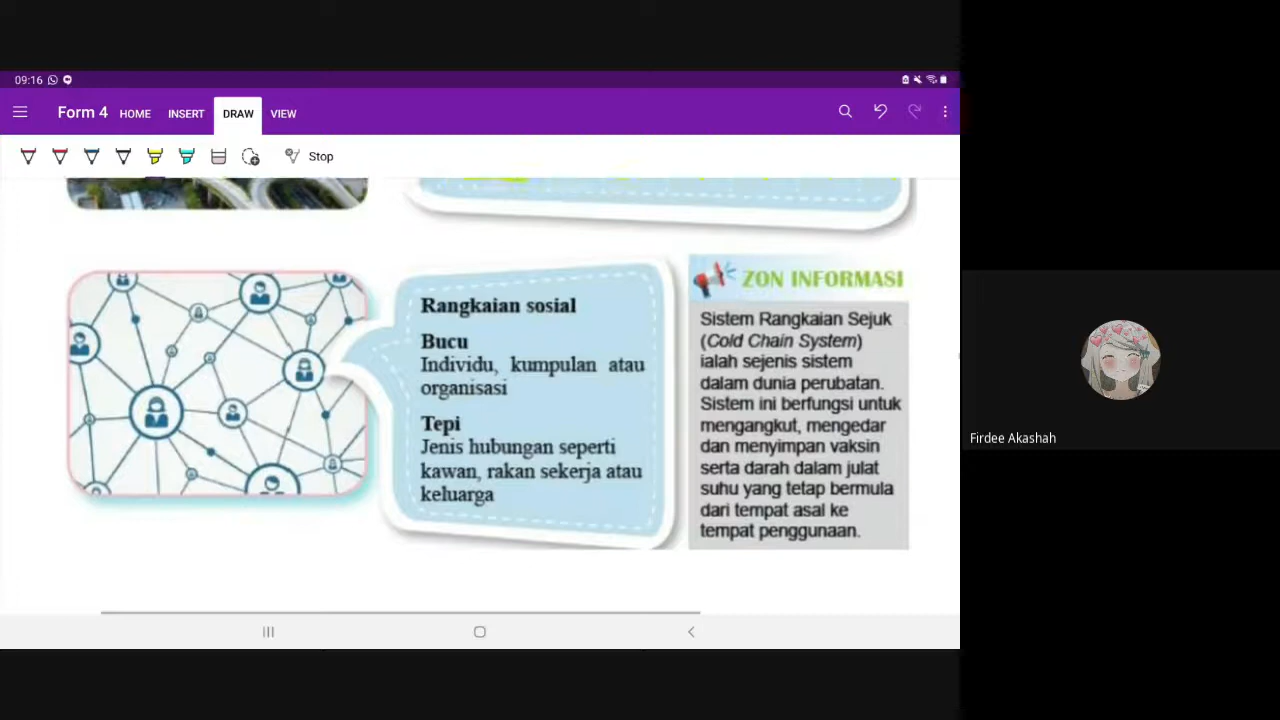 09:16
Form 4 HOME INSERT DRAW VIEW
Stop
Rangkaian sosial
Bucu
Individu, kumpulan atau
organisasi
Tepi
Jenis hubungan seperti
kawan, rakan sekerja atau
keluarga
ZON INFORMASI
Sistem Rangkaian Sejuk
(Cold Chain System)
ialah sejenis sistem
dalam dunia perubatan.
Sistem ini berfungsi untuk
mengangkut, mengedar
dan menyimpan vaksin
serta darah dalam julat
suhu yang tetap bermula
dari tempat asal ke
tempat penggunaan.
Firdee Akashah